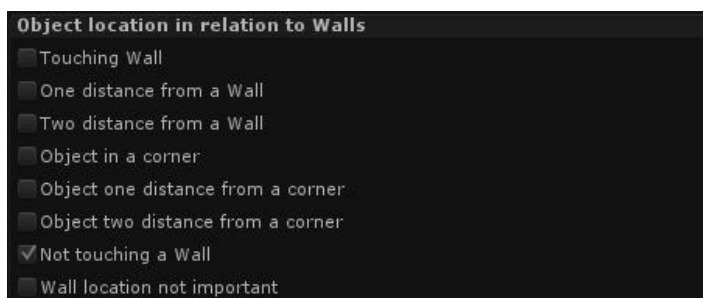 Object location in relation to Walls
Touching Wall
One distance from a Wall
Two distance from a Wall
Object in a corner
Object one distance from a corner
Object two distance from a corner
Not touching a Wall
Wall location not important